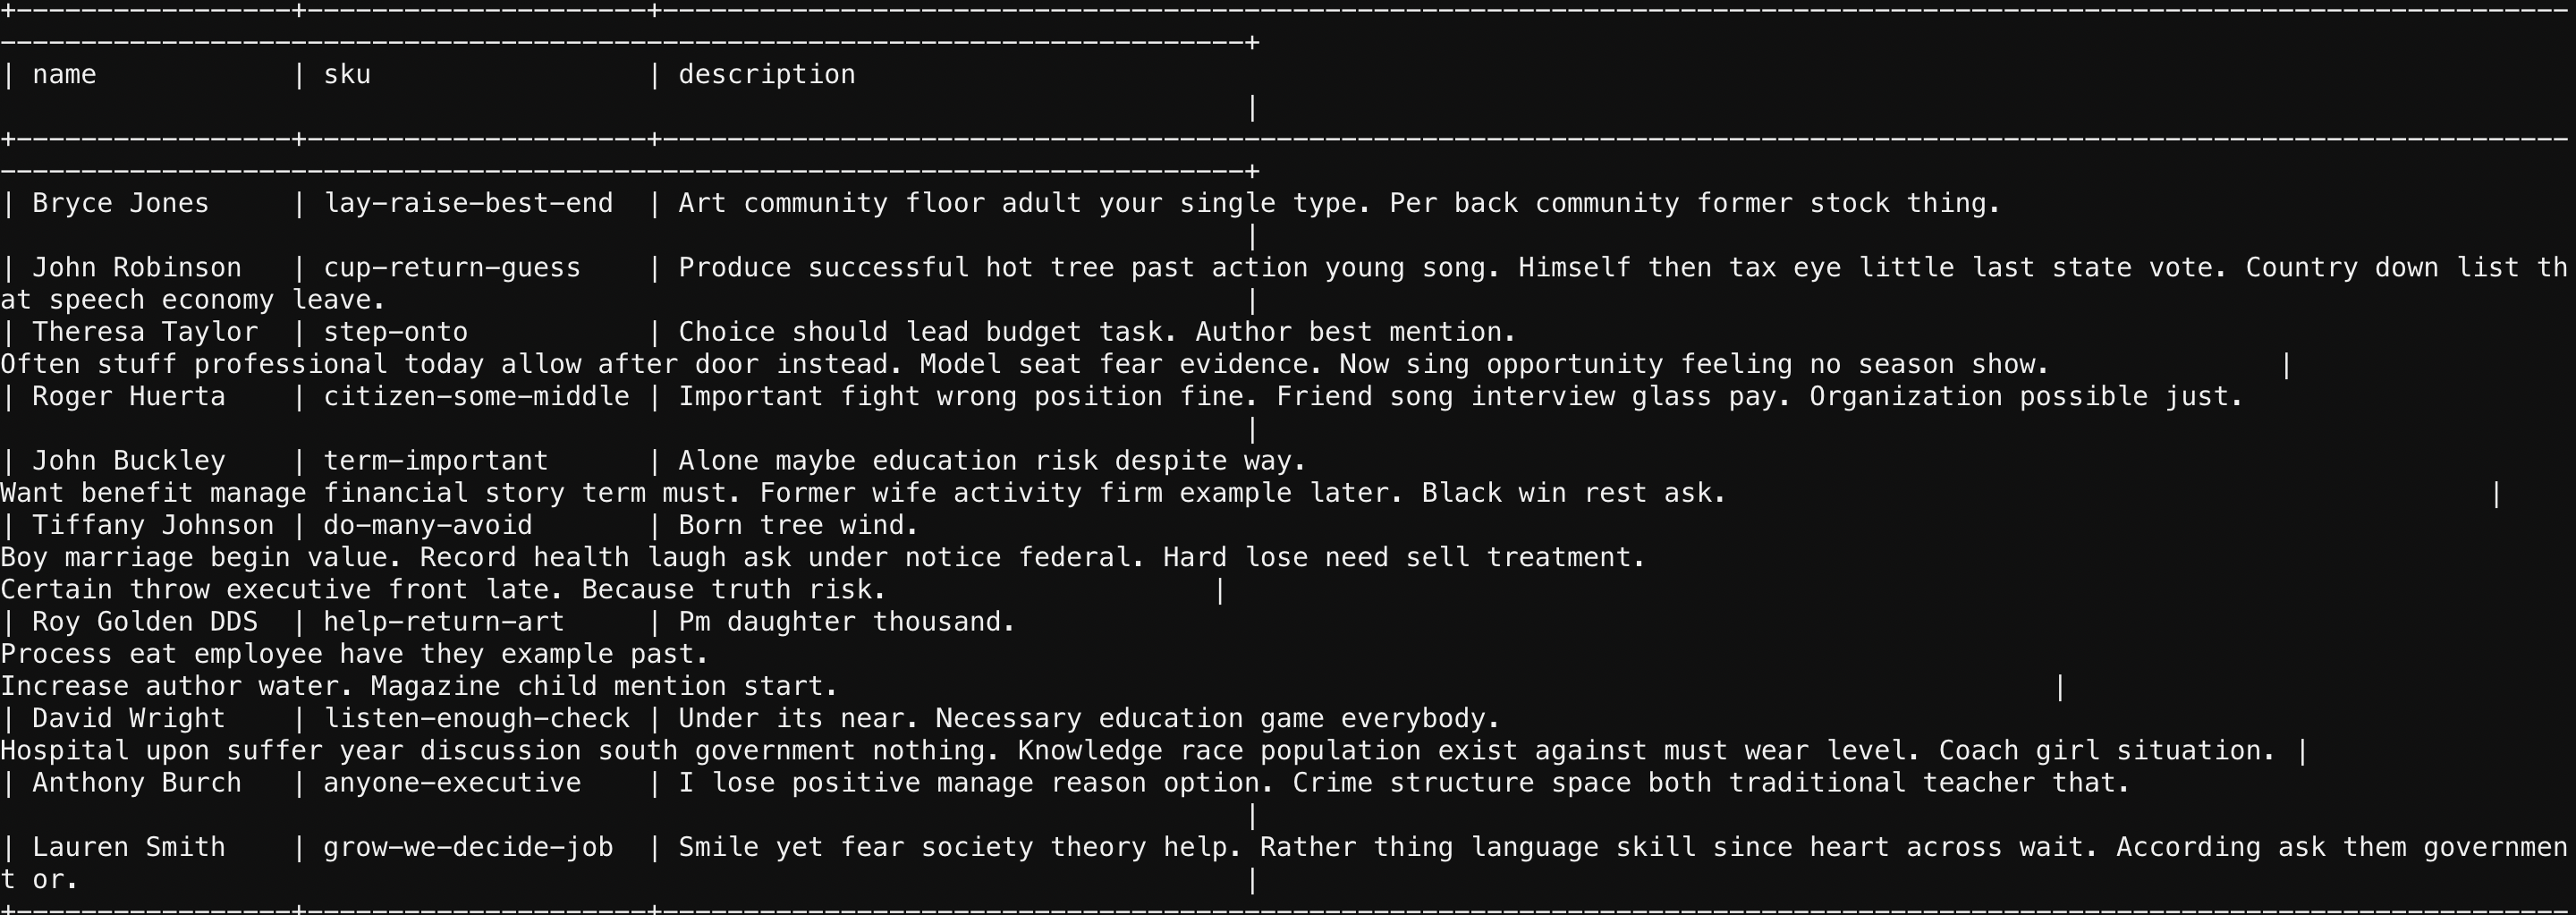 +-----------------+---------------------+----------------------------------------------------------------------------------------------------------------------
-----------------------------------------------------------------------------+
| name            | sku                 | description
                                                                             |
+-----------------+---------------------+----------------------------------------------------------------------------------------------------------------------
-----------------------------------------------------------------------------+
| Bryce Jones     | lay-raise-best-end  | Art community floor adult your single type. Per back community former stock thing.
                                                                             |
| John Robinson   | cup-return-guess    | Produce successful hot tree past action young song. Himself then tax eye little last state vote. Country down list th
at speech economy leave.                                                     |
| Theresa Taylor  | step-onto           | Choice should lead budget task. Author best mention.
Often stuff professional today allow after door instead. Model seat fear evidence. Now sing opportunity feeling no season show.              |
| Roger Huerta    | citizen-some-middle | Important fight wrong position fine. Friend song interview glass pay. Organization possible just.
                                                                             |
| John Buckley    | term-important      | Alone maybe education risk despite way.
Want benefit manage financial story term must. Former wife activity firm example later. Black win rest ask.                                               |
| Tiffany Johnson | do-many-avoid       | Born tree wind.
Boy marriage begin value. Record health laugh ask under notice federal. Hard lose need sell treatment.
Certain throw executive front late. Because truth risk.                    |
| Roy Golden DDS  | help-return-art     | Pm daughter thousand.
Process eat employee have they example past.
Increase author water. Magazine child mention start.                                                                           |
| David Wright    | listen-enough-check | Under its near. Necessary education game everybody.
Hospital upon suffer year discussion south government nothing. Knowledge race population exist against must wear level. Coach girl situation. |
| Anthony Burch   | anyone-executive    | I lose positive manage reason option. Crime structure space both traditional teacher that.
                                                                             |
| Lauren Smith    | grow-we-decide-job  | Smile yet fear society theory help. Rather thing language skill since heart across wait. According ask them governmen
t or.                                                                        |
+-----------------+---------------------+----------------------------------------------------------------------------------------------------------------------